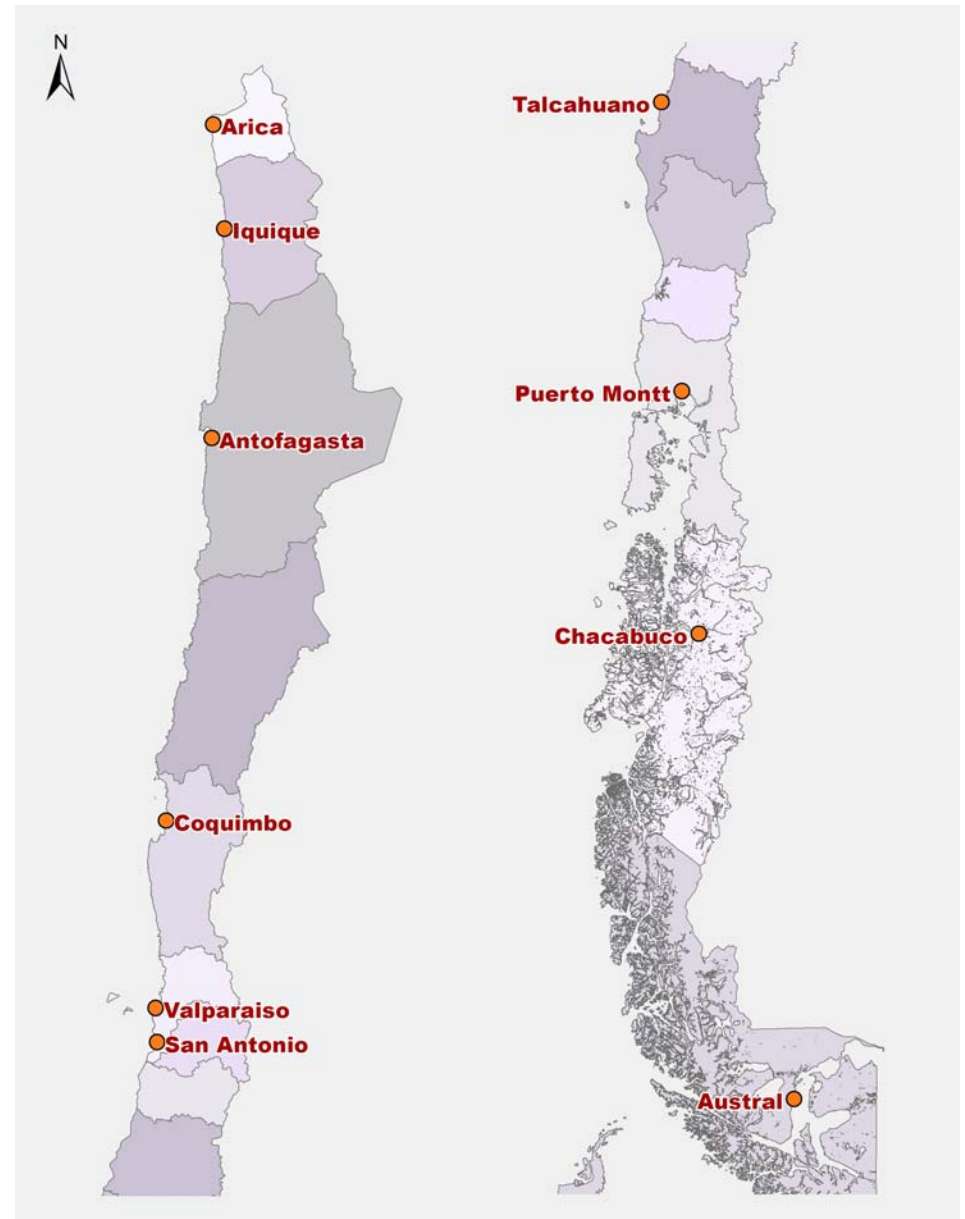 N
Arica
Iquique
Antofagasta
Coquimbo
Valparaiso
San Antonio
Talcahuano
Puerto Montt
Chacabuco
Austral